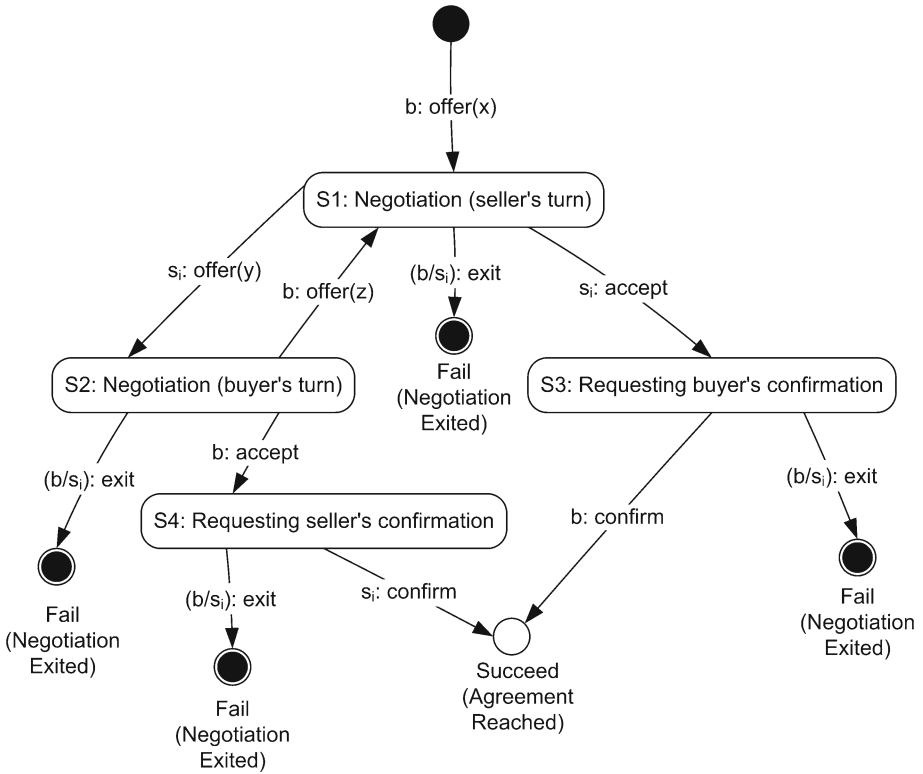 b: offer(x)
S1: Negotiation (seller's turn)
sᵢ: offer(y)
b: offer(z)
(b/sᵢ): exit
sᵢ: accept
Fail
(Negotiation
Exited)
S2: Negotiation (buyer's turn)
S3: Requesting buyer's confirmation
(b/sᵢ): exit
b: accept
(b/sᵢ): exit
S4: Requesting seller's confirmation
b: confirm
(b/sᵢ): exit
sᵢ: confirm
Fail
(Negotiation
Exited)
Fail
(Negotiation
Exited)
Succeed
(Agreement
Reached)
Fail
(Negotiation
Exited)